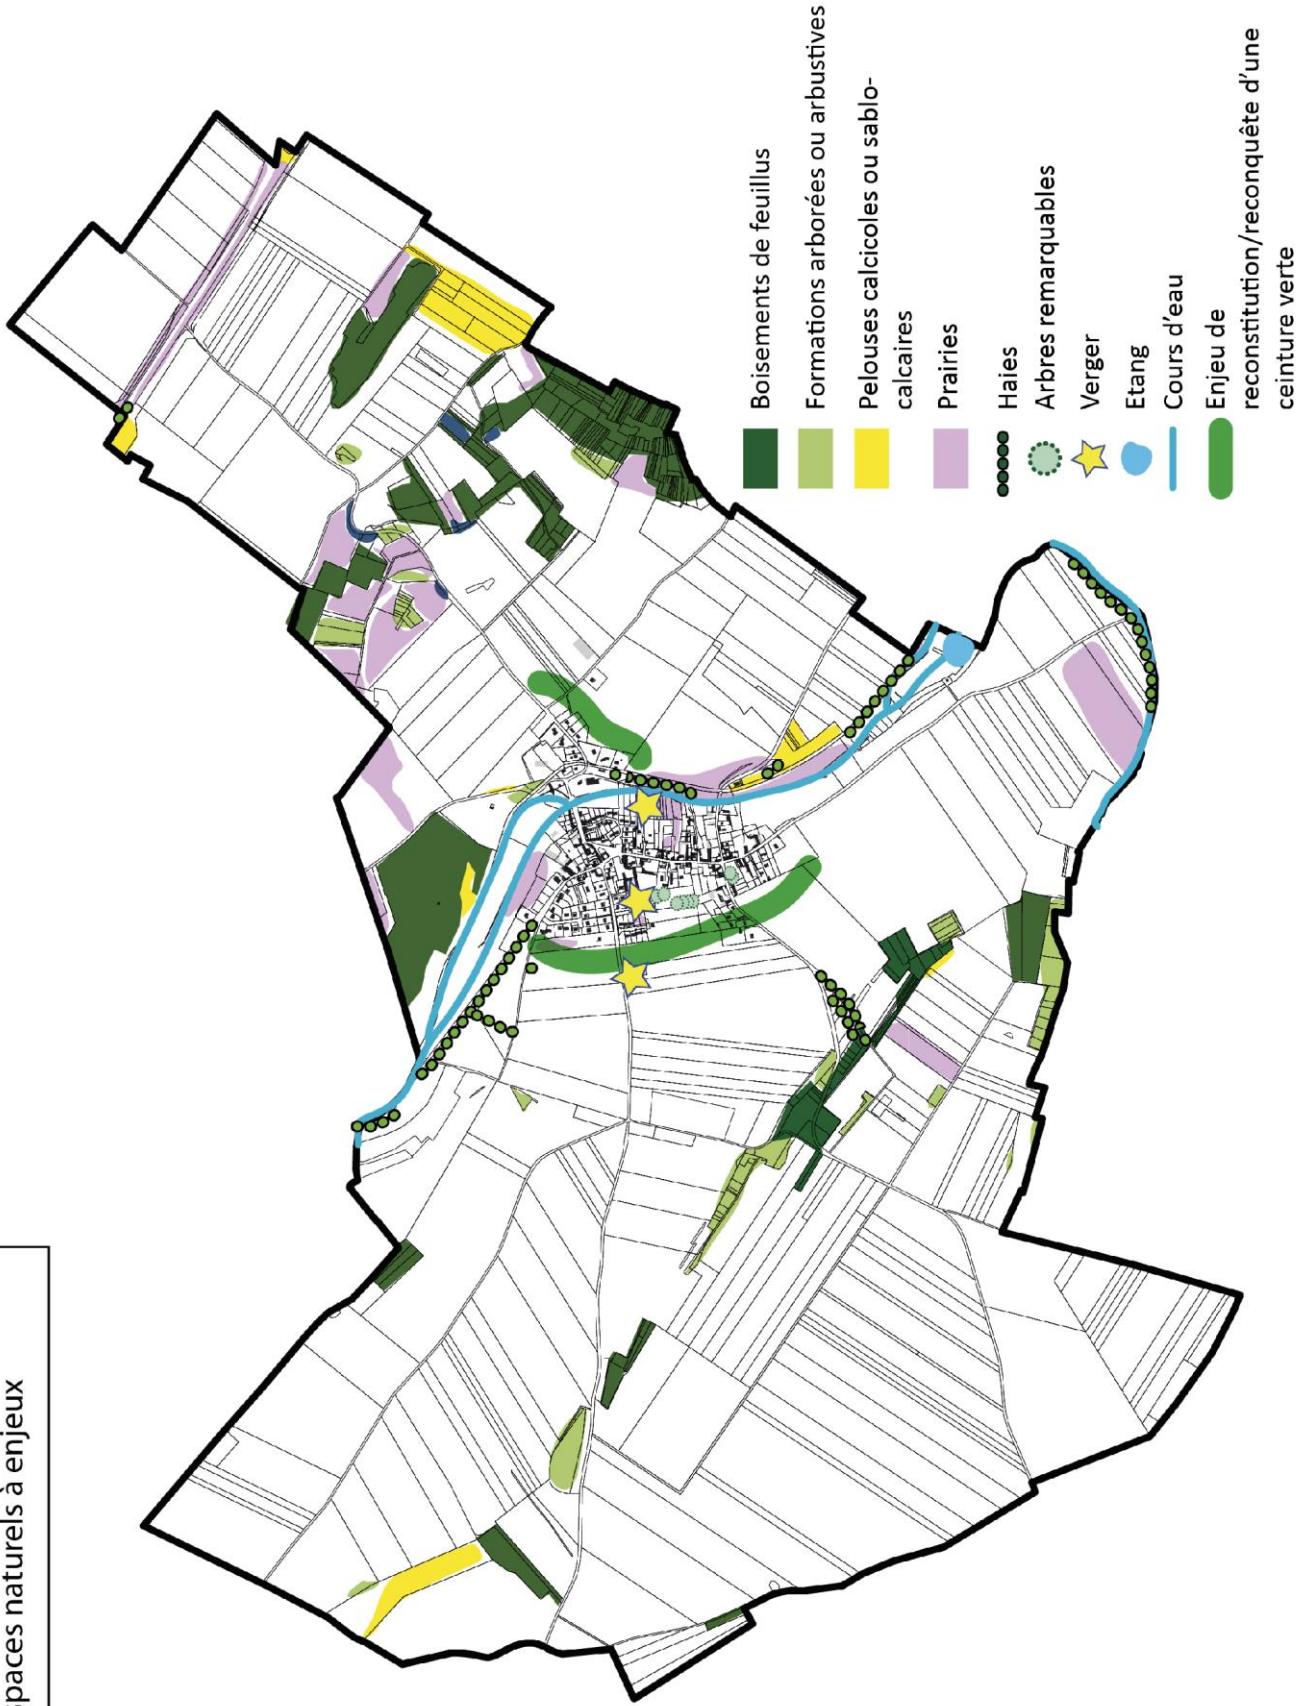 spaces naturels à enjeux
Boisements de feuillus
Formations arborées ou arbustives
Pelouses calcicoles ou sablo-
calcaires
Prairies
Haies
Arbres remarquables
Verger
Etang
Cours d'eau
Enjeu de
reconstitution/reconquête d'une
ceinture verte